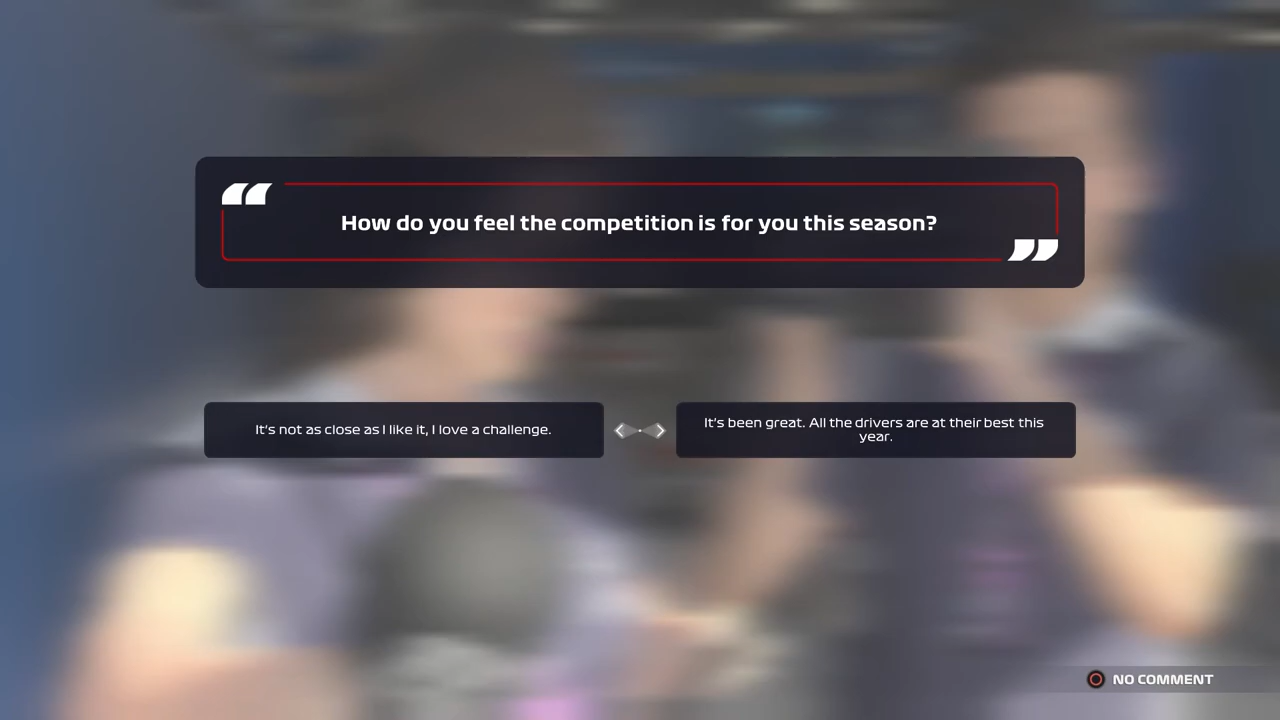 How do you feel the competition is for you this season?
It's not as close as I like it, I love a challenge.
It's been great. All the drivers are at their best this
year.
NO COMMENT